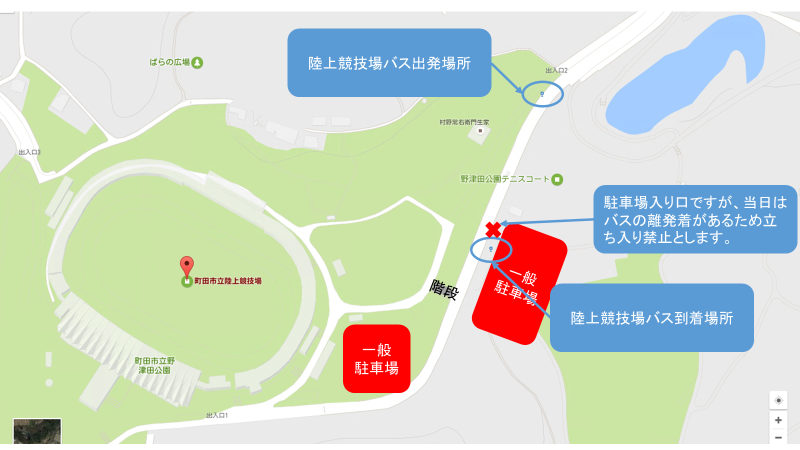 陸上競技場バス出発場所
出入口2
ばらの広場
村野常右衛門生家
出入口3
野津田公園テニスコート
駐車場入り口ですが、当日は
バスの離発着があるため立
ち入り禁止とします。
一般
駐車場
町田市立陸上競技場
階段
陸上競技場バス到着場所
一般
駐車場
町田市立野
津田公園
出入口1
+
−